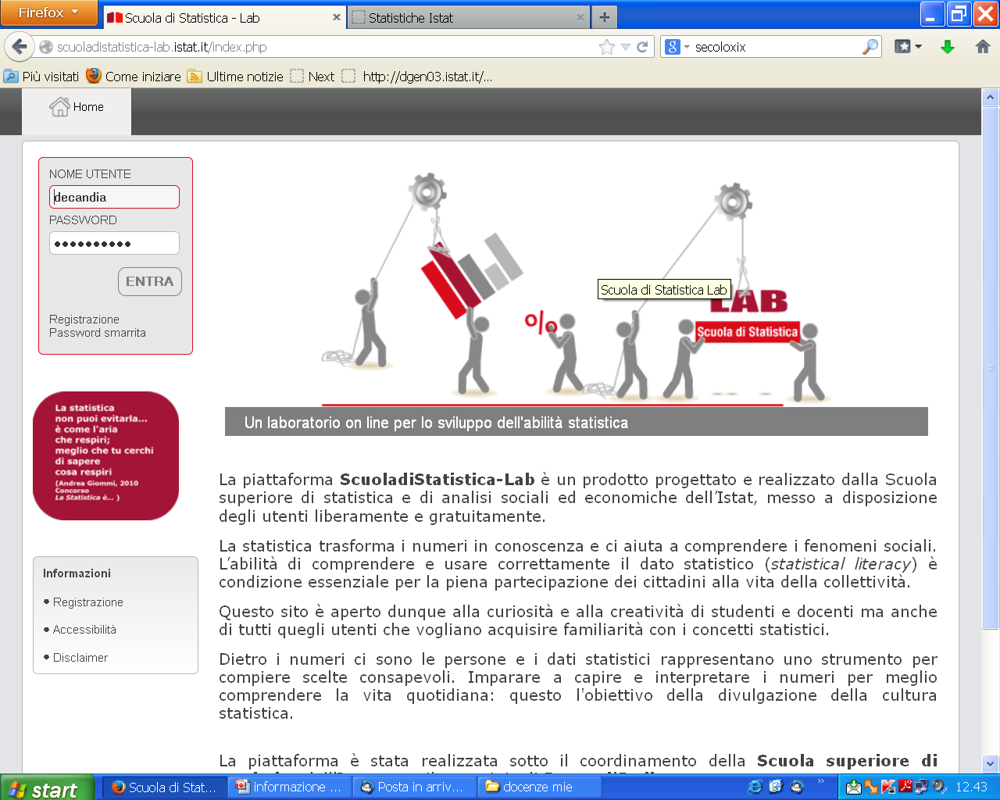 Firefox
Scuola di Statistica - Lab
Statistiche Istat
scuoladistatistica-lab.istat.it/index.php
secoloxix
Più visitati
Come iniziare
Ultime notizie
Next
http://dgen03.istat.it/...
Home
NOME UTENTE
decandia
PASSWORD
••••••••••
ENTRA
Registrazione
Password smarrita
%
Scuola di Statistica Lab
LAB
Scuola di Statistica
Un laboratorio on line per lo sviluppo dell'abilità statistica
La statistica
non puoi evitarla...
è come l'aria
che respiri;
meglio che tu cerchi
di sapere
cosa respiri
(Andrea Giommi, 2010
Concorso
La Statistica è... )
Informazioni
Registrazione
Accessibilità
Disclaimer
La piattaforma ScuoladiStatistica-Lab è un prodotto progettato e realizzato dalla Scuola
superiore di statistica e di analisi sociali ed economiche dell'Istat, messo a disposizione
degli utenti liberamente e gratuitamente.
La statistica trasforma i numeri in conoscenza e ci aiuta a comprendere i fenomeni sociali.
L'abilità di comprendere e usare correttamente il dato statistico (statistical literacy) è
condizione essenziale per la piena partecipazione dei cittadini alla vita della collettività.
Questo sito è aperto dunque alla curiosità e alla creatività di studenti e docenti ma anche
di tutti quegli utenti che vogliano acquisire familiarità con i concetti statistici.
Dietro i numeri ci sono le persone e i dati statistici rappresentano uno strumento per
compiere scelte consapevoli. Imparare a capire e interpretare i numeri per meglio
comprendere la vita quotidiana: questo l'obiettivo della divulgazione della cultura
statistica.
La piattaforma è stata realizzata sotto il coordinamento della Scuola superiore di
start
Scuola di Stat...
informazione ...
Posta in arriv...
docenze mie
12.43